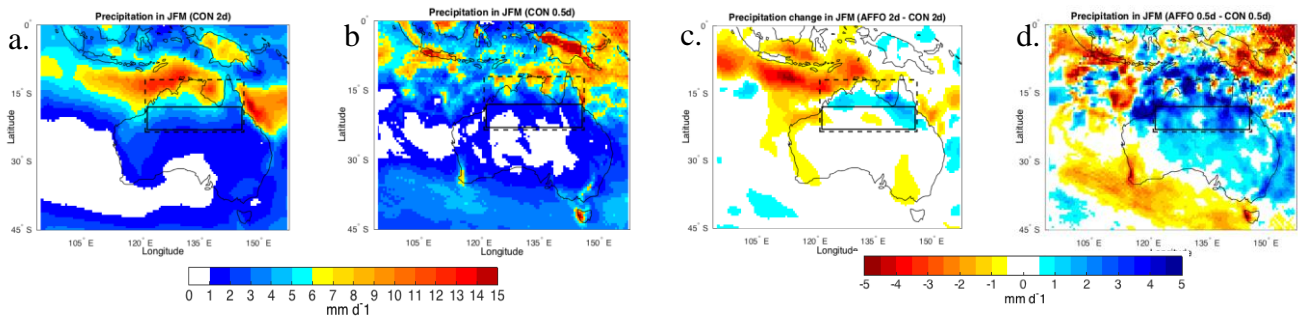 a.
Precipitation in JFM (CON 2d)
0°
15° S
30° S
45° S
Latitude
105° E
120° E
135° E
150° E
Longitude
b
Precipitation in JFM (CON 0.5d)
0°
15° S
30° S
45° S
Latitude
105° E
120° E
135° E
150° E
Longitude
0 1 2 3 4 5 6 7 8 9 10 11 12 13 14 15
mm d-1
c.
Precipitation change in JFM (AFFO 2d - CON 2d)
0°
15° S
30° S
45° S
Latitude
105° E
120° E
135° E
150° E
Longitude
d.
Precipitation in JFM (AFFO 0.5d - CON 0.5d)
0°
15° S
30° S
45° S
Latitude
105° E
120° E
135° E
150° E
Longitude
-5 -4 -3 -2 -1 0 1 2 3 4 5
mm d-1